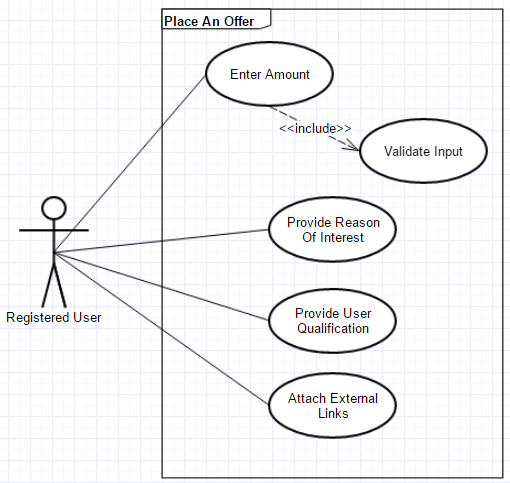 Place An Offer
Enter Amount
<<include>>
Validate Input
Provide Reason
Of Interest
Registered User
Provide User
Qualification
Attach External
Links